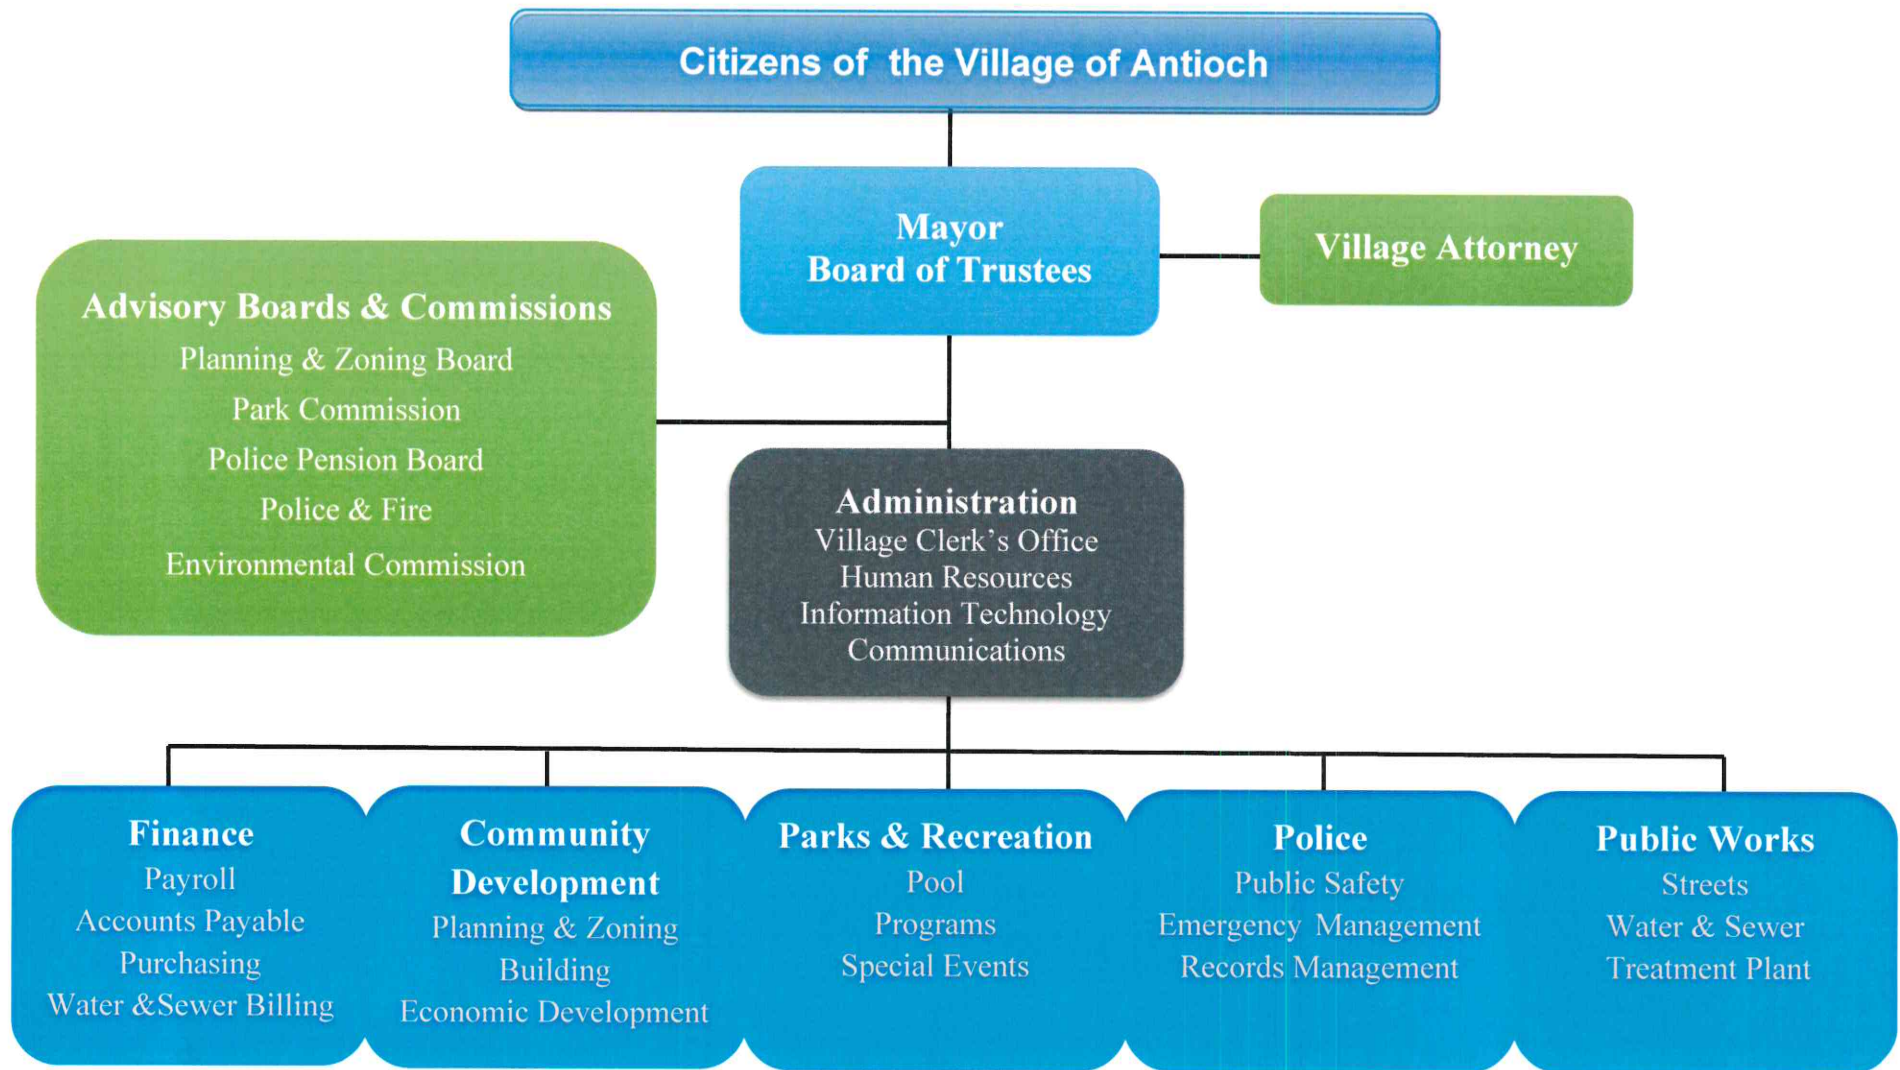 Citizens of the Village of Antioch
Mayor
Board of Trustees
Village Attorney
Advisory Boards & Commissions
Planning & Zoning Board
Park Commission
Police Pension Board
Police & Fire
Environmental Commission
Administration
Village Clerk's Office
Human Resources
Information Technology
Communications
Finance
Payroll
Accounts Payable
Purchasing
Water &Sewer Billing
Community
Development
Planning & Zoning
Building
Economic Development
Parks & Recreation
Pool
Programs
Special Events
Police
Public Safety
Emergency Management
Records Management
Public Works
Streets
Water & Sewer
Treatment Plant